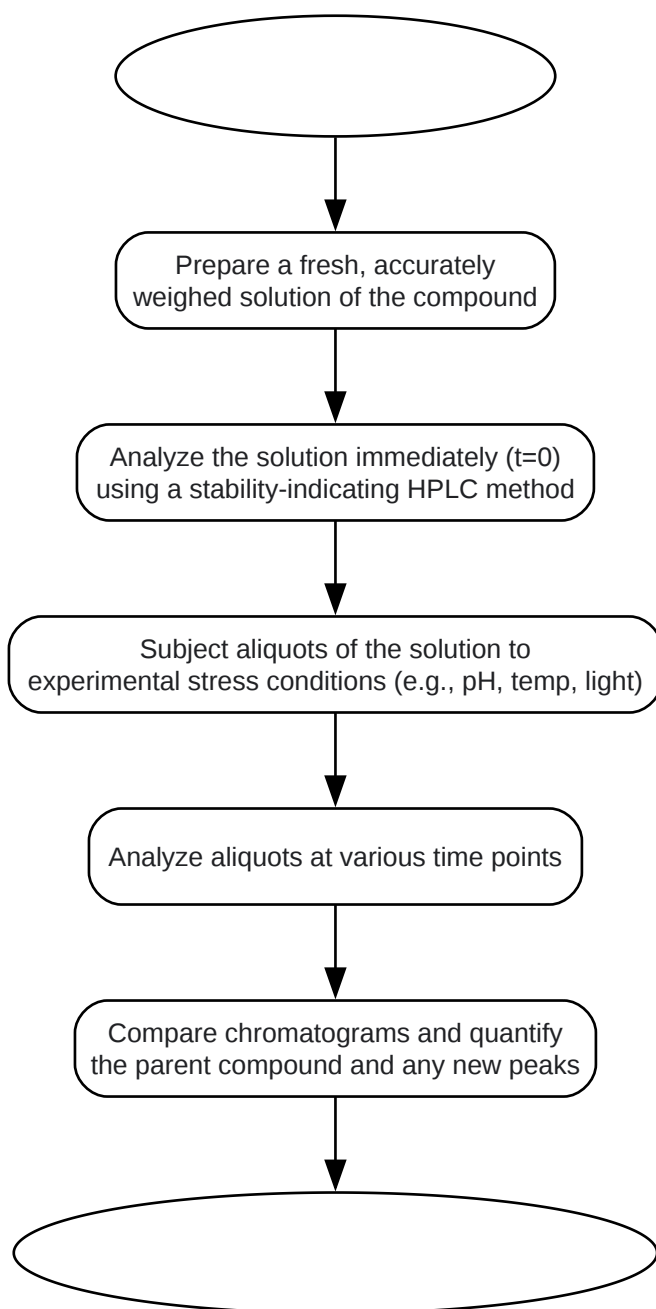 Prepare a fresh, accurately
weighed solution of the compound
Analyze the solution immediately (t=0)
using a stability-indicating HPLC method
Subject aliquots of the solution to
experimental stress conditions (e.g., pH, temp, light)
Analyze aliquots at various time points
Compare chromatograms and quantify
the parent compound and any new peaks